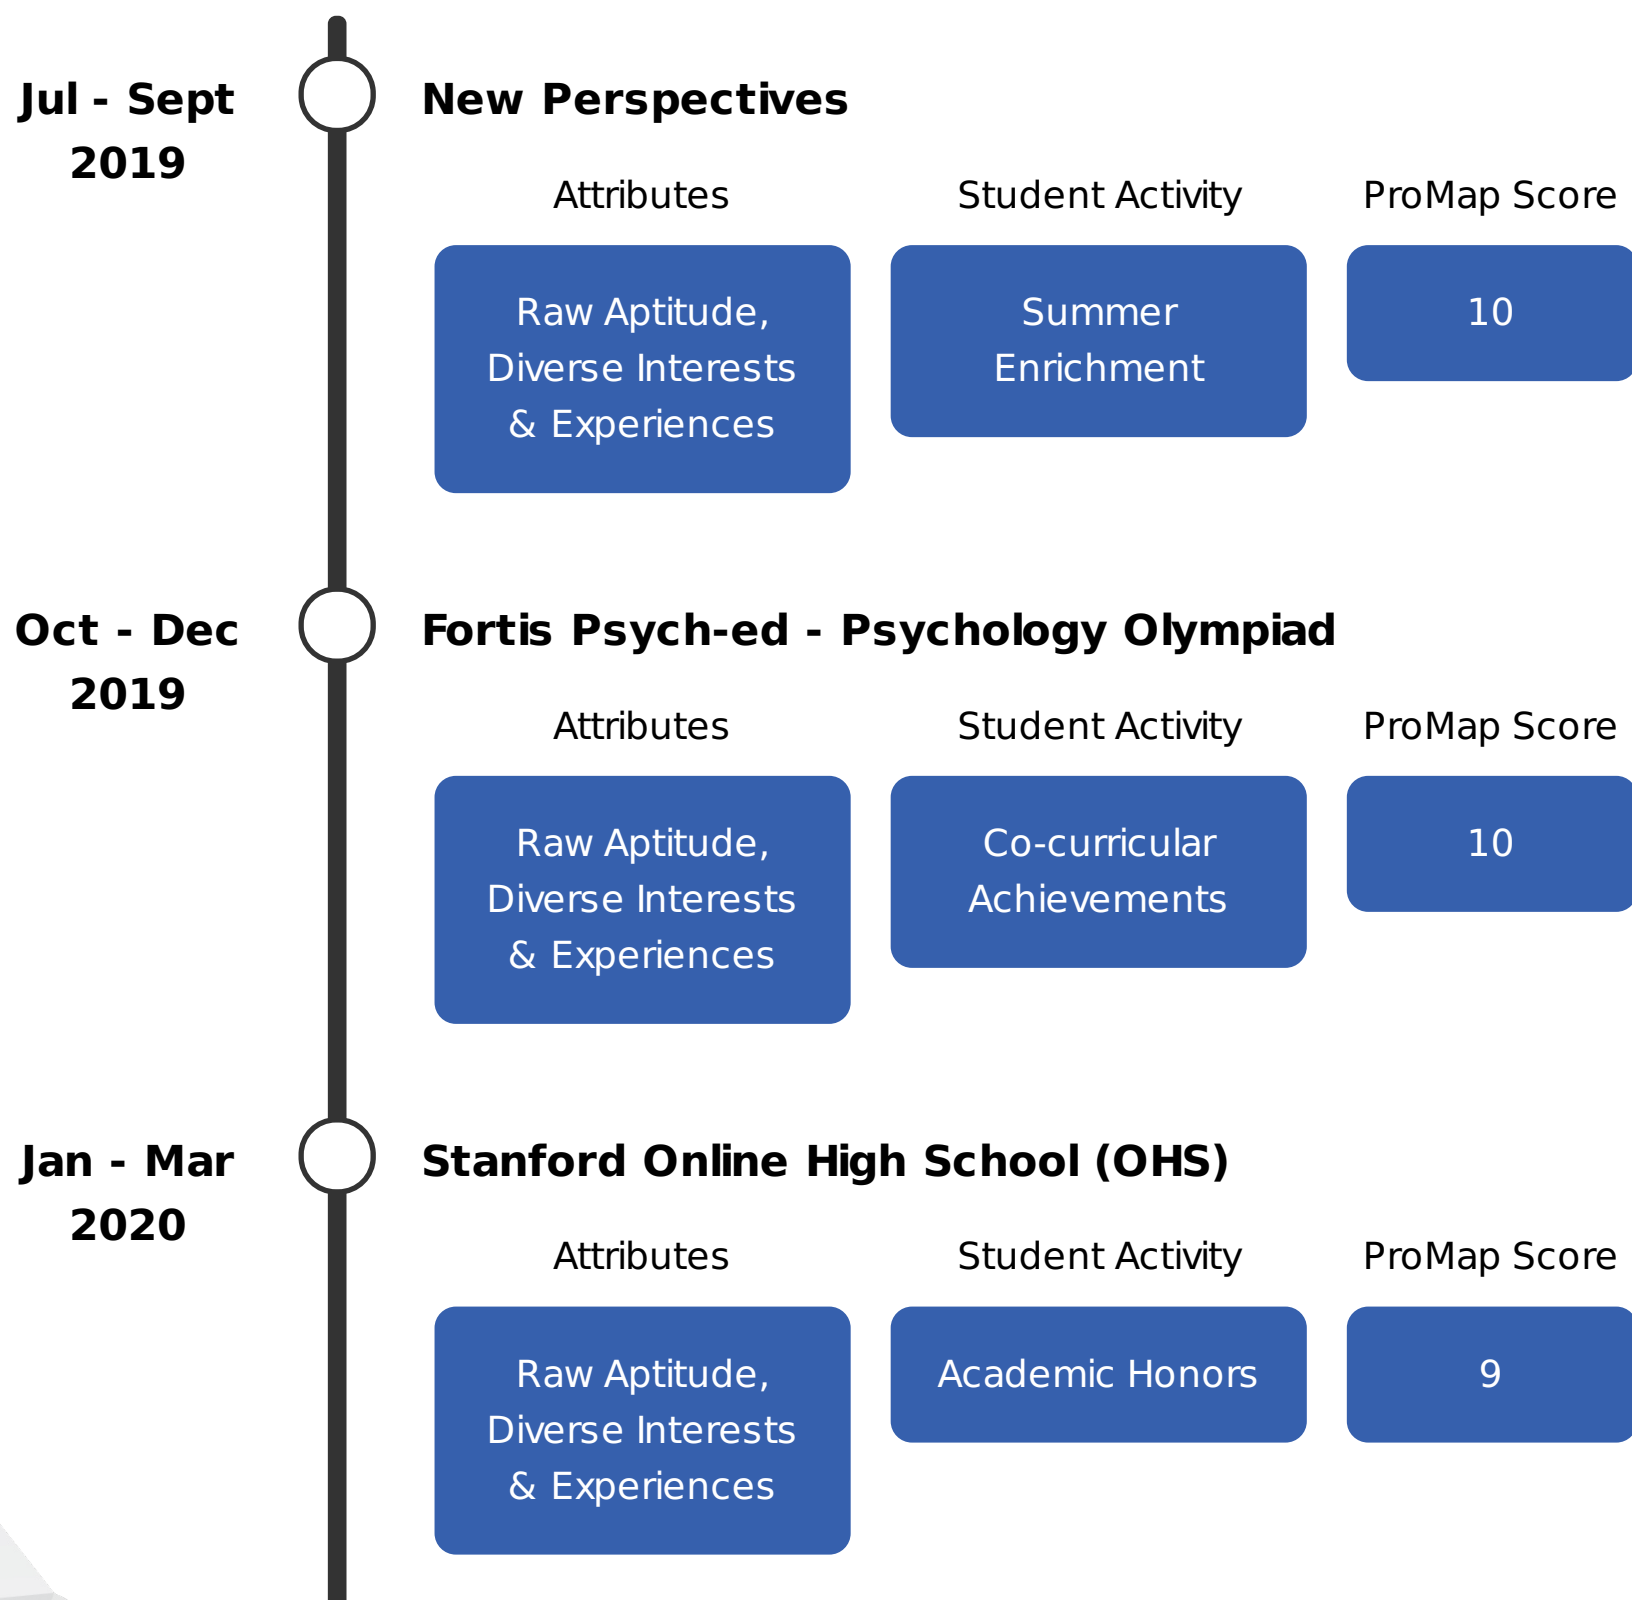 Jul - Sept
2019
New Perspectives
Attributes
Student Activity
ProMap Score
Raw Aptitude,
Diverse Interests
& Experiences
Summer
Enrichment
10
Oct - Dec
2019
Fortis Psych-ed - Psychology Olympiad
Attributes
Student Activity
ProMap Score
Raw Aptitude,
Diverse Interests
& Experiences
Co-curricular
Achievements
10
Jan - Mar
2020
Stanford Online High School (OHS)
Attributes
Student Activity
ProMap Score
Raw Aptitude,
Diverse Interests
& Experiences
Academic Honors
9